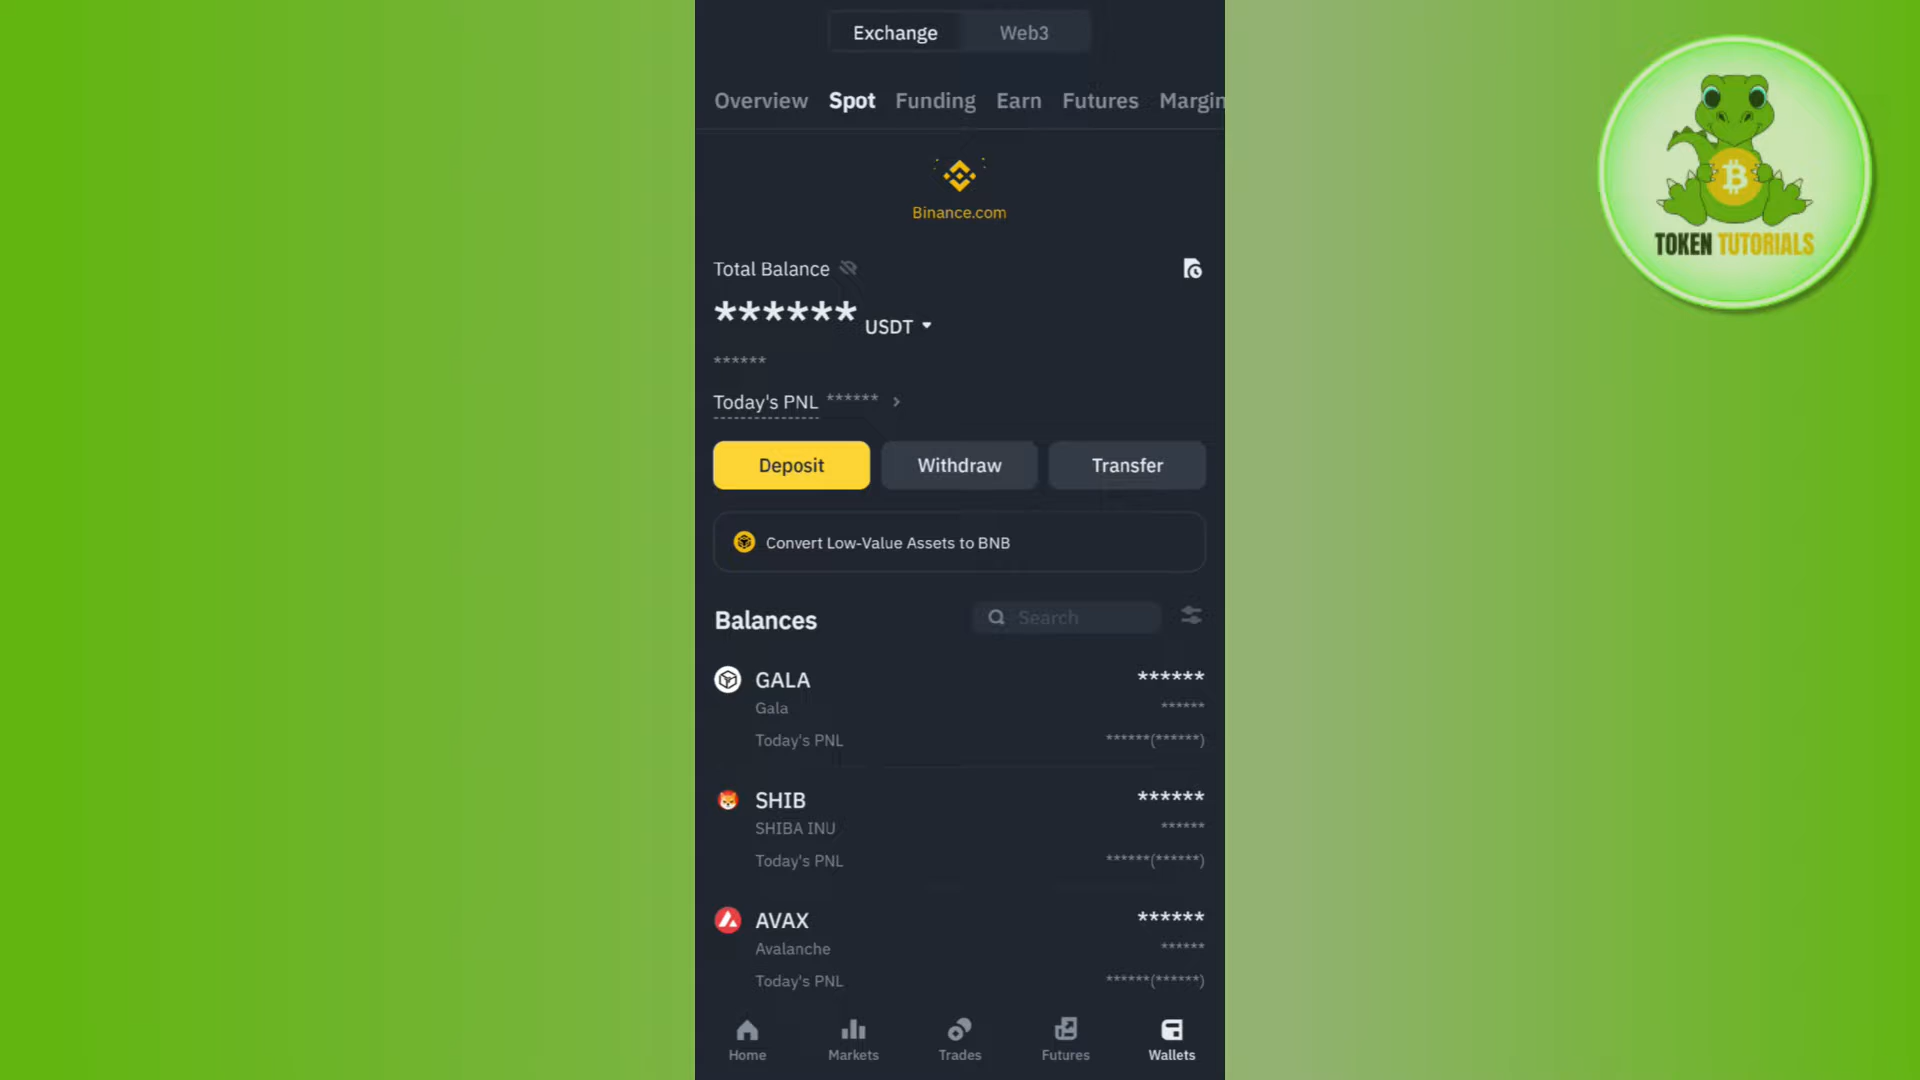 Exchange Web3
Overview Spot Funding Earn Futures Margin
Binance.com
Total Balance
****** USDT
******
Today's PNL ******
Deposit Withdraw Transfer
Convert Low-Value Assets to BNB
Balances Search
GALA ******
Gala ******
Today's PNL ******(******)
SHIB ******
SHIBA INU ******
Today's PNL ******(******)
AVAX ******
Avalanche ******
Today's PNL ******(******)
Home Markets Trades Futures Wallets
TOKEN TUTORIALS